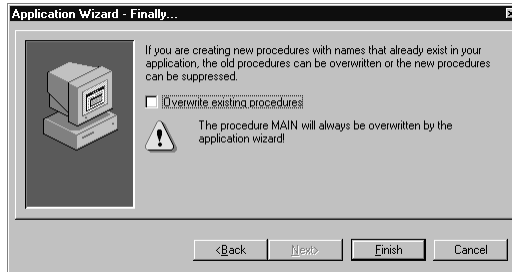 Application Wizard - Finally...
If you are creating new procedures with names that already exist in your
application, the old procedures can be overwritten or the new procedures
can be suppressed.
Overwrite existing procedures
The procedure MAIN will always be overwritten by the
application wizard!
<Back Next> Finish Cancel